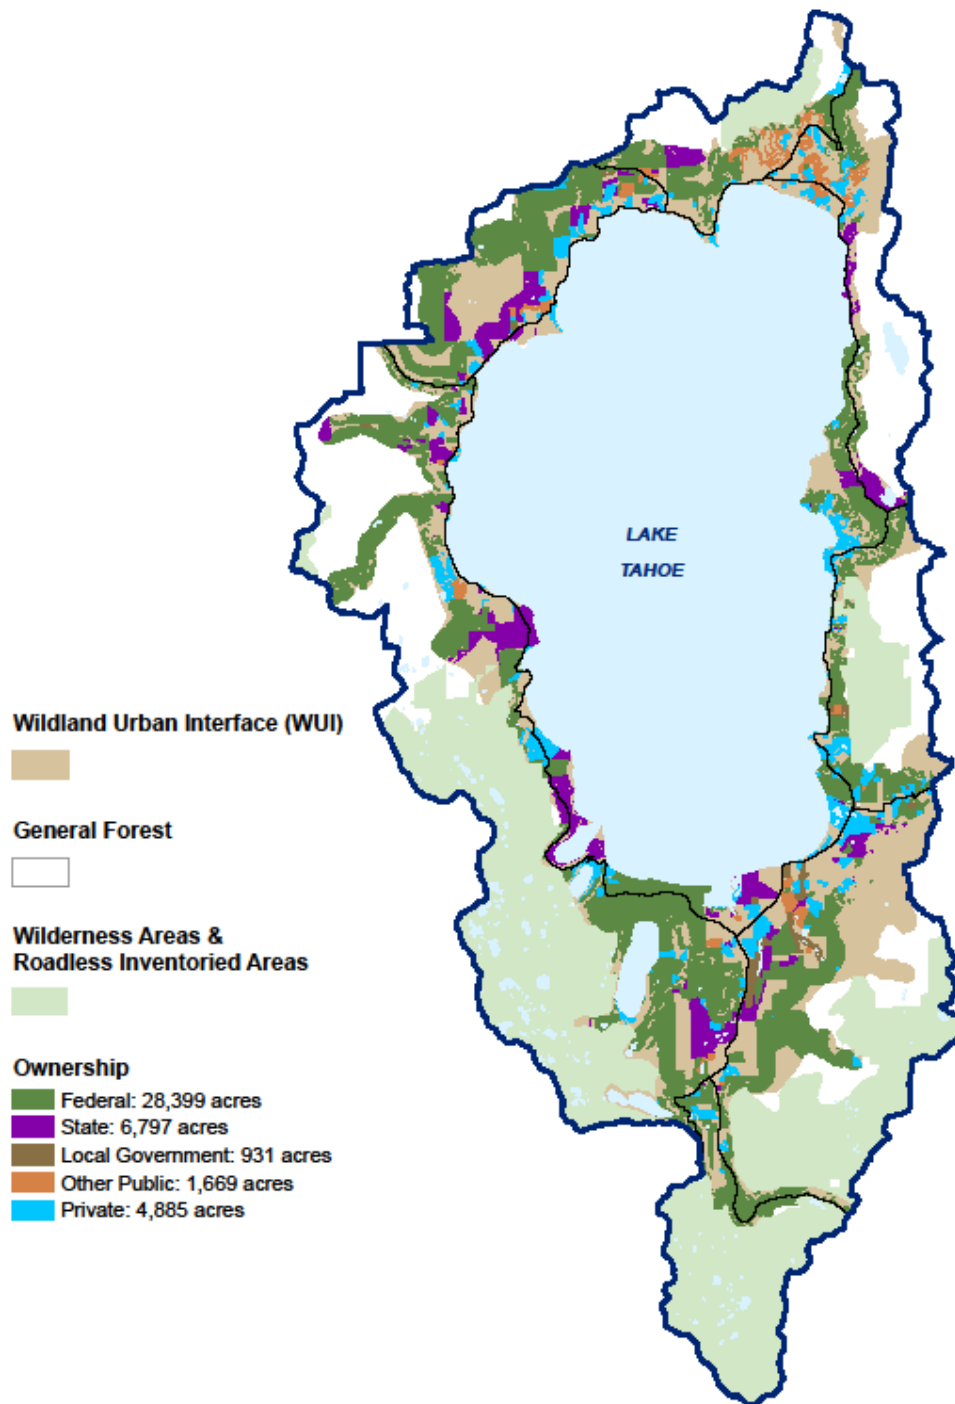 LAKE
TAHOE
Wildland Urban Interface (WUI)
General Forest
Wilderness Areas &
Roadless Inventoried Areas
Ownership
Federal: 28,399 acres
State: 6,797 acres
Local Government: 931 acres
Other Public: 1,669 acres
Private: 4,885 acres